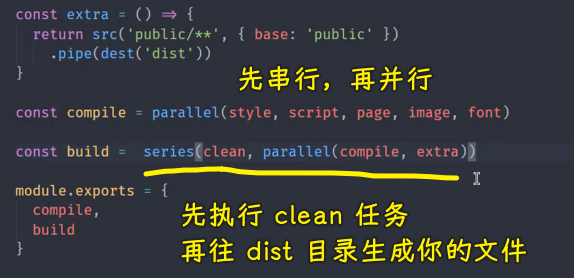 const extra = () => {
return src('public/**', { base: 'public' })
.pipe(dest('dist'))
}
先串行，再并行
const compile = parallel(style, script, page, image, font)
const build = series(clean, parallel(compile, extra))
module.exports = {
compile,
build
}
先执行 clean 任务
再往 dist 目录生成你的文件